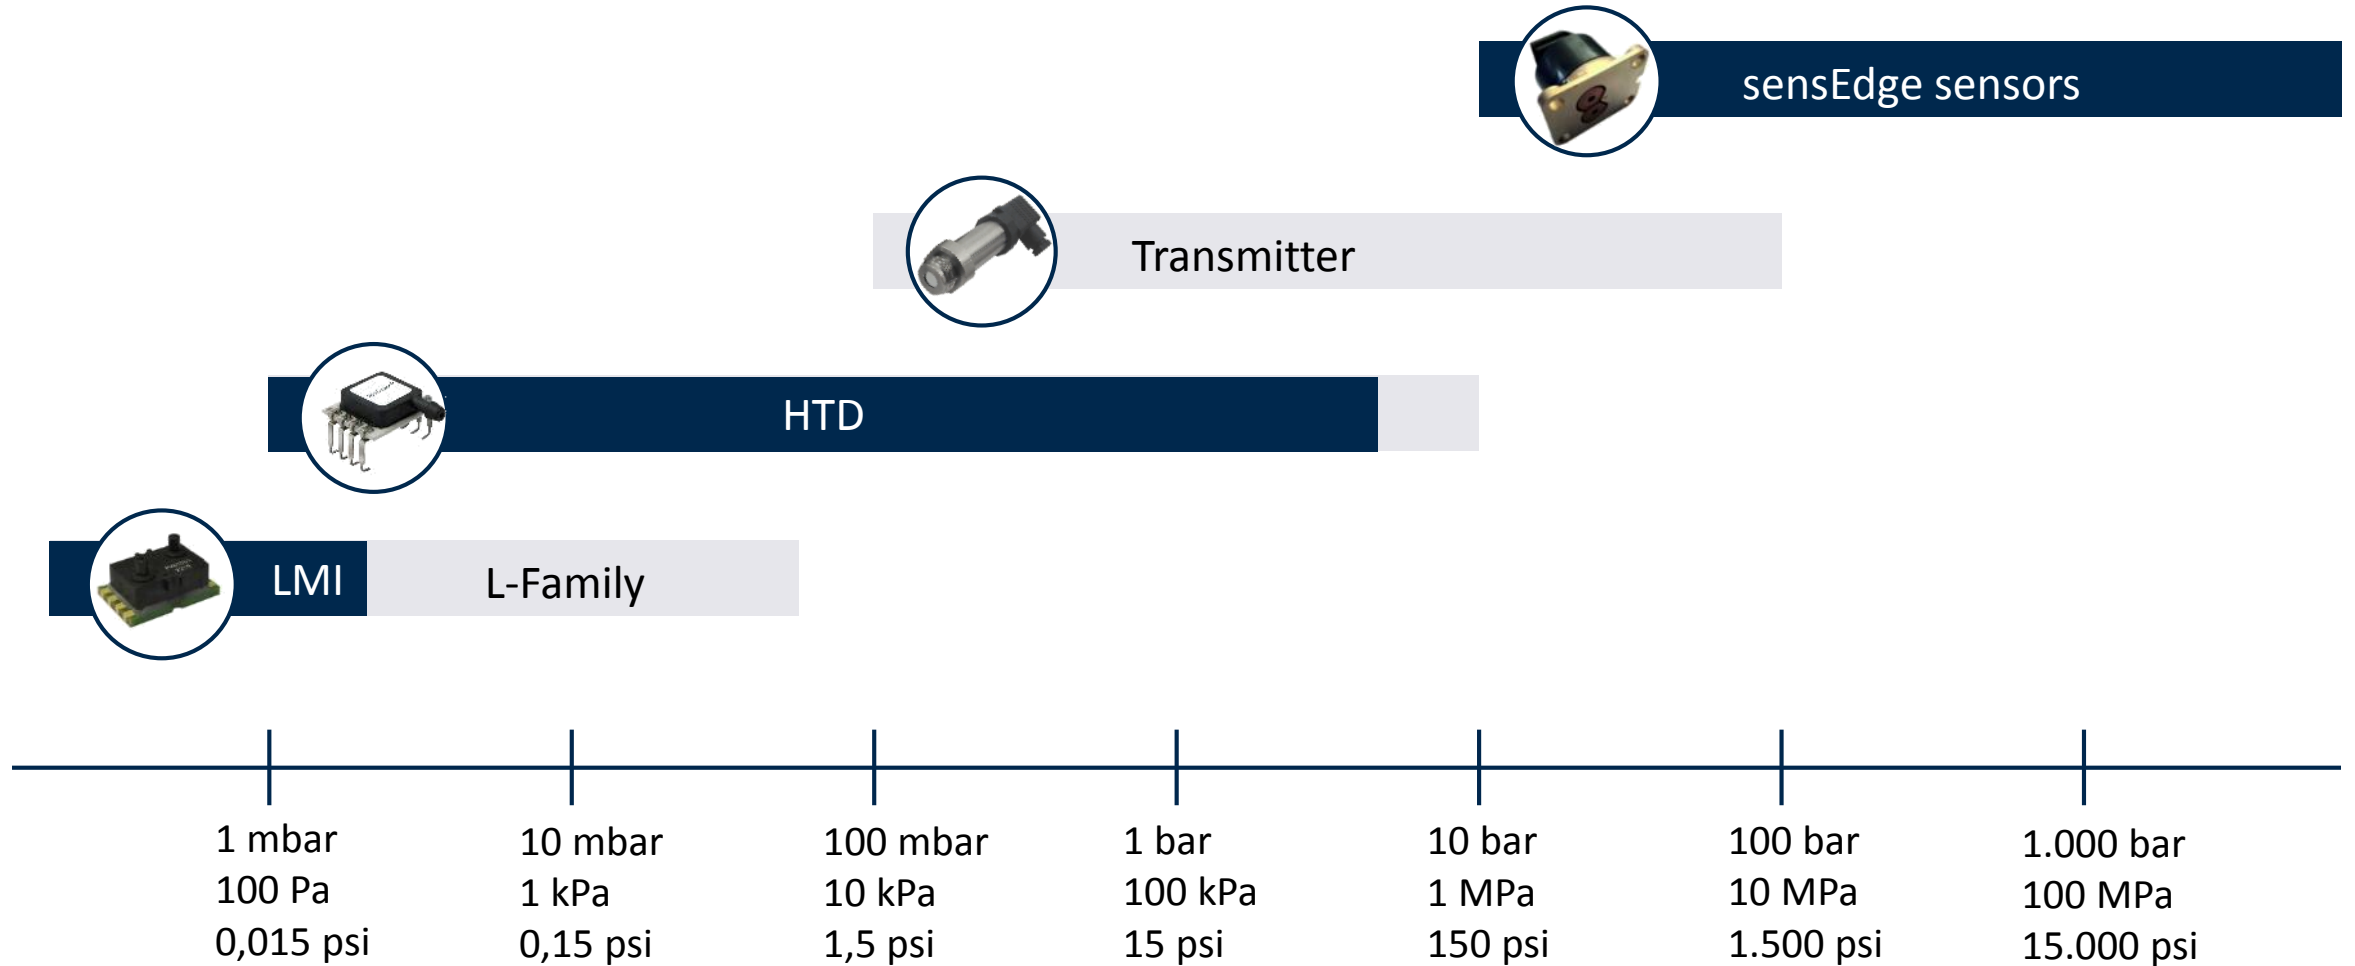 sensEdge sensors
Transmitter
HTD
LMI
L-Family
1 mbar
100 Pa
0,015 psi
10 mbar
1 kPa
0,15 psi
100 mbar
10 kPa
1,5 psi
1 bar
100 kPa
15 psi
10 bar
1 MPa
150 psi
100 bar
10 MPa
1.500 psi
1.000 bar
100 MPa
15.000 psi